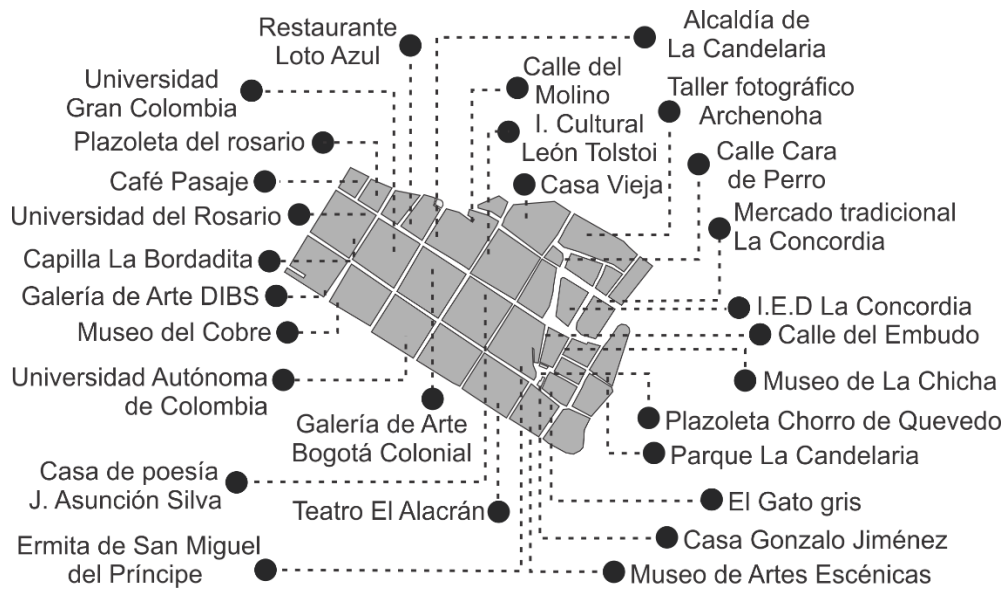 Restaurante
Loto Azul
Alcaldía de
La Candelaria
Universidad
Gran Colombia
Calle del
Molino
Taller fotográfico
Archenoha
Plazoleta del rosario
I. Cultural
León Tolstoi
Calle Cara
de Perro
Café Pasaje
Casa Vieja
Universidad del Rosario
Mercado tradicional
La Concordia
Capilla La Bordadita
Galería de Arte DIBS
I.E.D La Concordia
Museo del Cobre
Calle del Embudo
Universidad Autónoma
de Colombia
Museo de La Chicha
Galería de Arte
Bogotá Colonial
Plazoleta Chorro de Quevedo
Parque La Candelaria
Casa de poesía
J. Asunción Silva
Teatro El Alacrán
El Gato gris
Ermita de San Miguel
del Príncipe
Casa Gonzalo Jiménez
Museo de Artes Escénicas